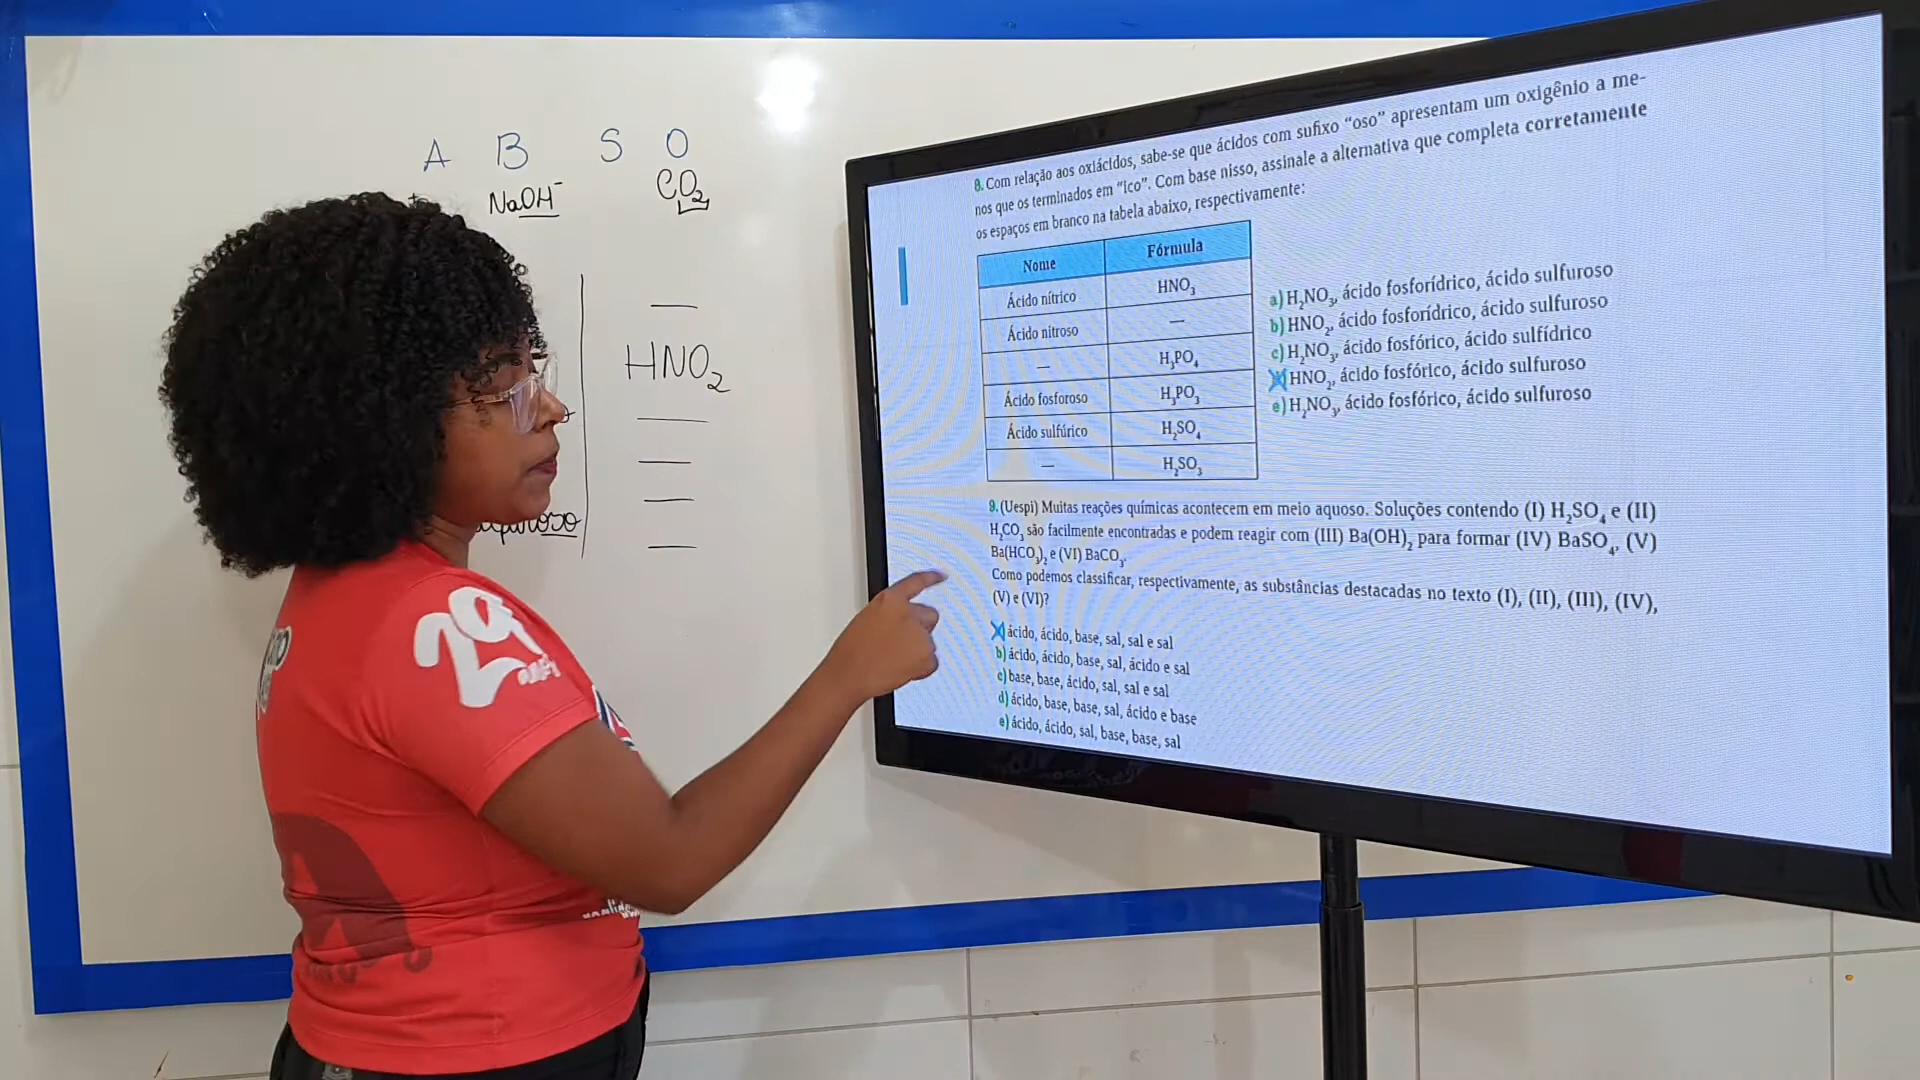 A B S O
NaOH⁻ CO₂
HNO₂
8. Com relação aos oxiácidos, sabe-se que ácidos com sufixo “oso” apresentam um oxigênio a me-
nos que os terminados em “ico”. Com base nisso, assinale a alternativa que completa corretamente
os espaços em branco na tabela abaixo, respectivamente:
Nome Fórmula
Ácido nítrico HNO₃
Ácido nitroso —
— H₃PO₄
Ácido fosforoso H₃PO₃
Ácido sulfúrico H₂SO₄
— H₂SO₃
a) H₂NO₃, ácido fosforídrico, ácido sulfuroso
b) HNO₂, ácido fosforídrico, ácido sulfuroso
c) H₂NO₃, ácido fosfórico, ácido sulfídrico
HNO₂, ácido fosfórico, ácido sulfuroso
e) H₂NO₃, ácido fosfórico, ácido sulfuroso
9. (Uespi) Muitas reações químicas acontecem em meio aquoso. Soluções contendo (I) H₂SO₄ e (II)
H₂CO₃ são facilmente encontradas e podem reagir com (III) Ba(OH)₂ para formar (IV) BaSO₄, (V)
Ba(HCO₃)₂ e (VI) BaCO₃.
Como podemos classificar, respectivamente, as substâncias destacadas no texto (I), (II), (III), (IV),
(V) e (VI)?
ácido, ácido, base, sal, sal e sal
b) ácido, ácido, base, sal, ácido e sal
c) base, base, ácido, sal, sal e sal
d) ácido, base, base, sal, ácido e base
e) ácido, ácido, sal, base, base, sal
29